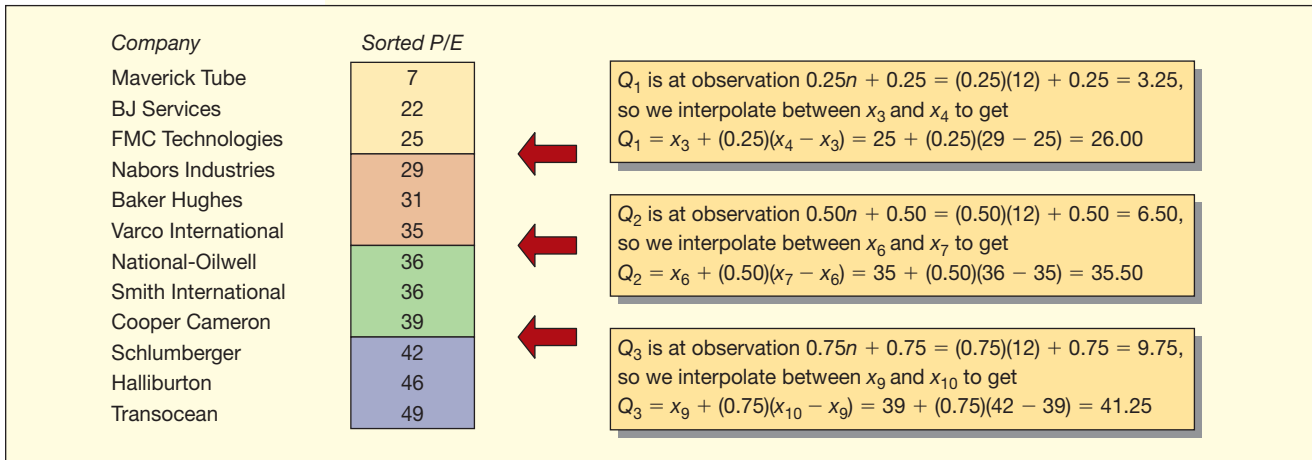 Company Sorted P/E
Maverick Tube 7
BJ Services 22
FMC Technologies 25
Nabors Industries 29
Baker Hughes 31
Varco International 35
National-Oilwell 36
Smith International 36
Cooper Cameron 39
Schlumberger 42
Halliburton 46
Transocean 49
Q₁ is at observation 0.25n + 0.25 = (0.25)(12) + 0.25 = 3.25,
so we interpolate between x₃ and x₄ to get
Q₁ = x₃ + (0.25)(x₄ − x₃) = 25 + (0.25)(29 − 25) = 26.00
Q₂ is at observation 0.50n + 0.50 = (0.50)(12) + 0.50 = 6.50,
so we interpolate between x₆ and x₇ to get
Q₂ = x₆ + (0.50)(x₇ − x₆) = 35 + (0.50)(36 − 35) = 35.50
Q₃ is at observation 0.75n + 0.75 = (0.75)(12) + 0.75 = 9.75,
so we interpolate between x₉ and x₁₀ to get
Q₃ = x₉ + (0.75)(x₁₀ − x₉) = 39 + (0.75)(42 − 39) = 41.25